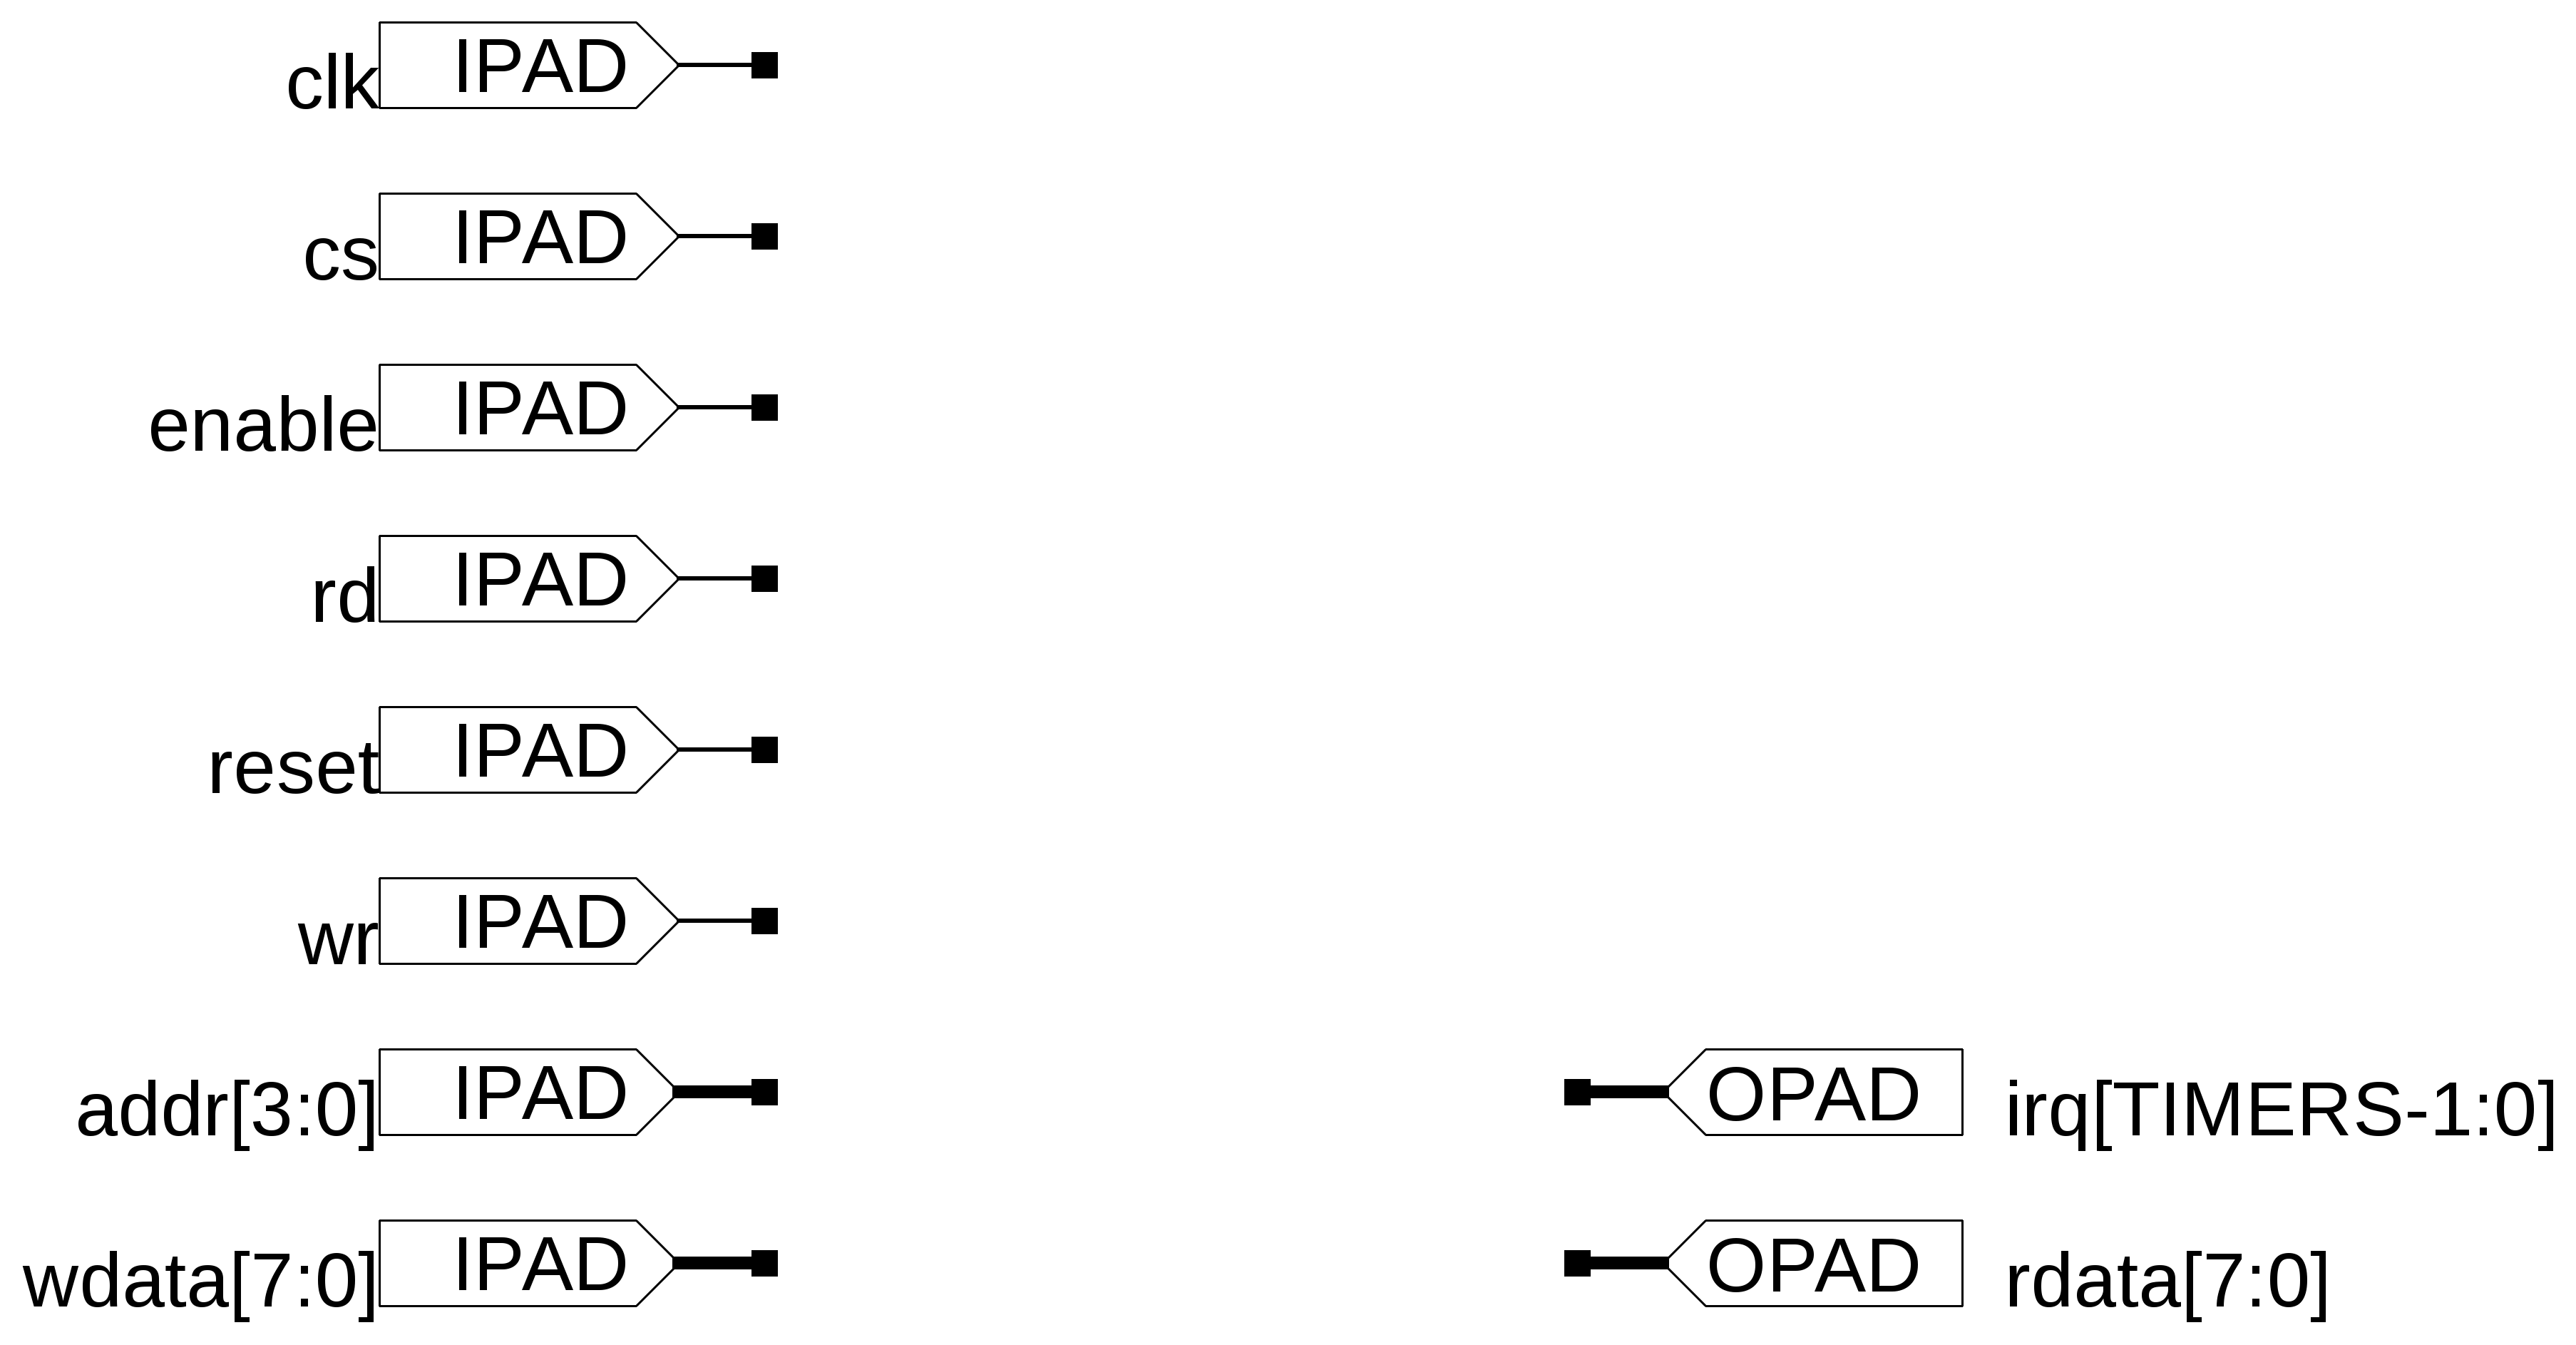 clk IPAD
cs IPAD
enable IPAD
rd IPAD
reset IPAD
wr IPAD
addr[3:0] IPAD
OPAD irq[TIMERS-1:0]
wdata[7:0] IPAD
OPAD rdata[7:0]